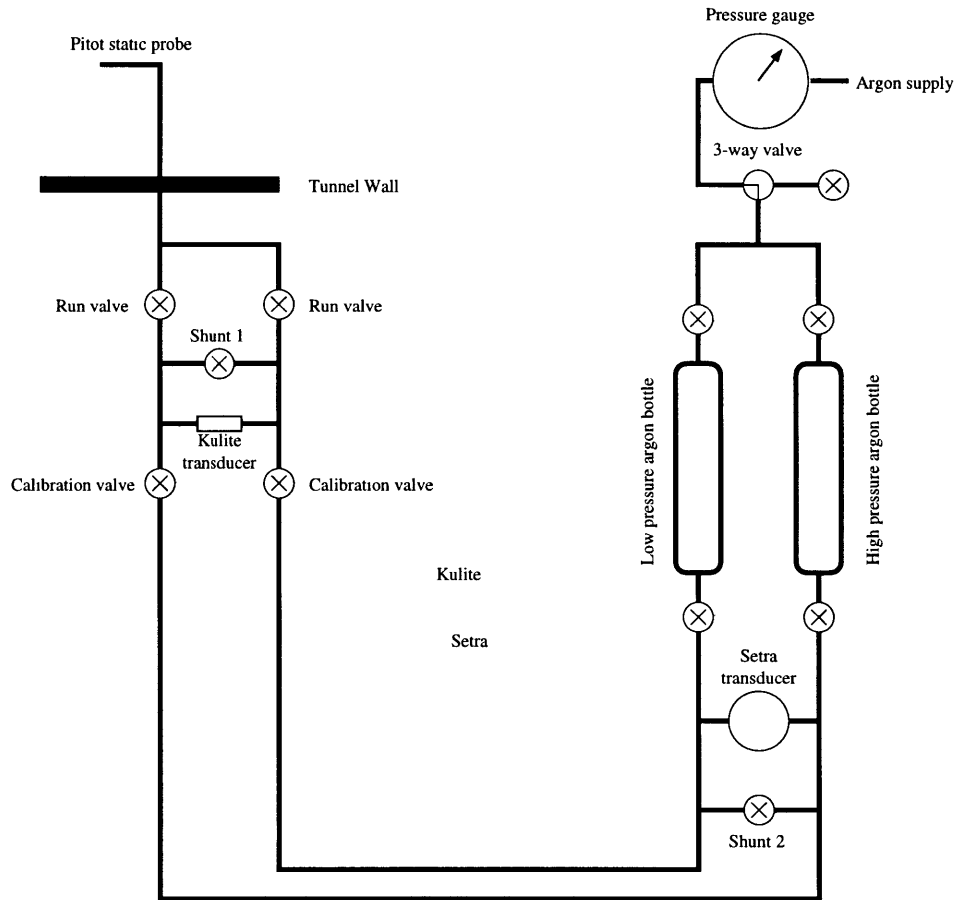 Pressure gauge
Pitot static probe
Argon supply
3-way valve
Tunnel Wall
Run valve
Run valve
Shunt 1
Kulite
transducer
Calibration valve
Calibration valve
Low pressure argon bottle
High pressure argon bottle
Kulite
Setra
Setra
transducer
Shunt 2